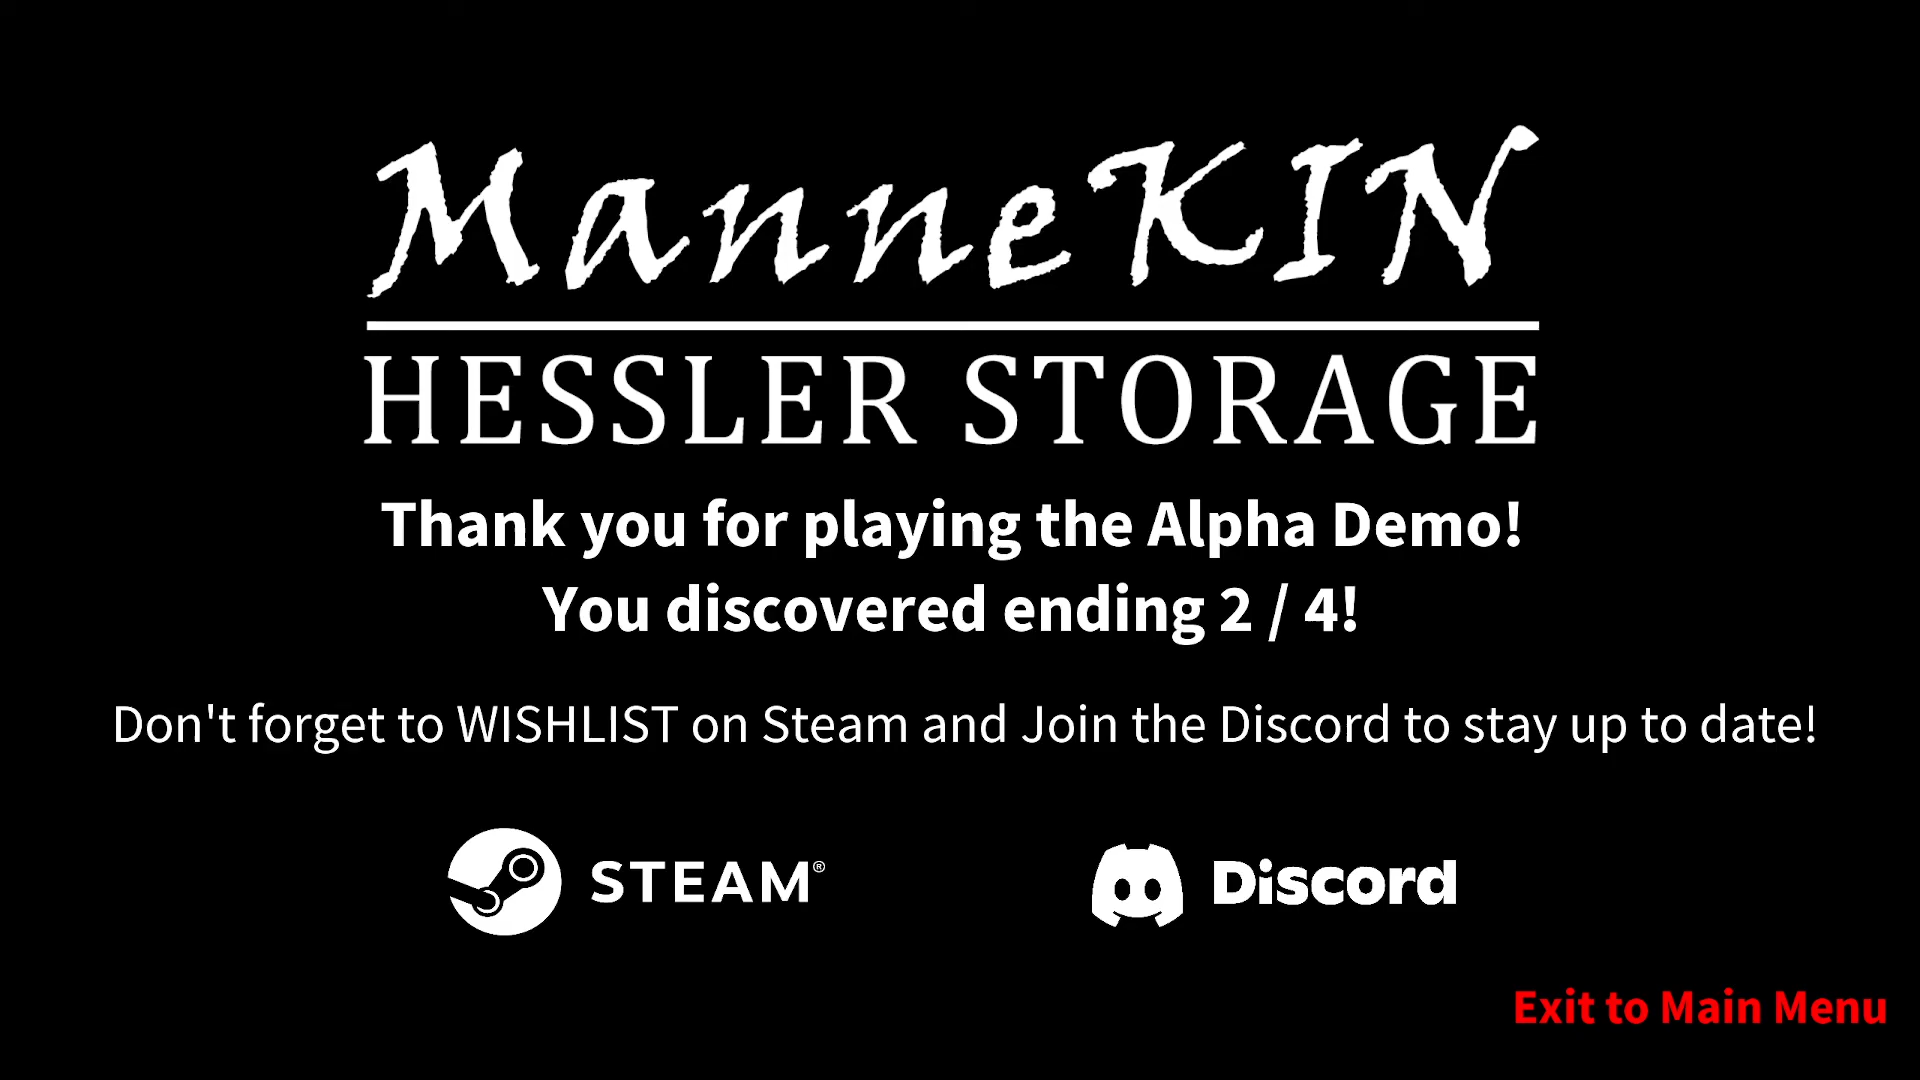 ManneKIN
HESSLER STORAGE
Thank you for playing the Alpha Demo!
You discovered ending 2 / 4!
Don't forget to WISHLIST on Steam and Join the Discord to stay up to date!
STEAM®
Discord
Exit to Main Menu